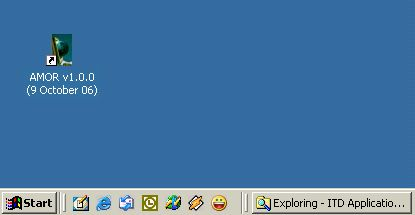 AMOR v1.0.0
(9 October 06)
Start
Exploring - ITD Applicatio...